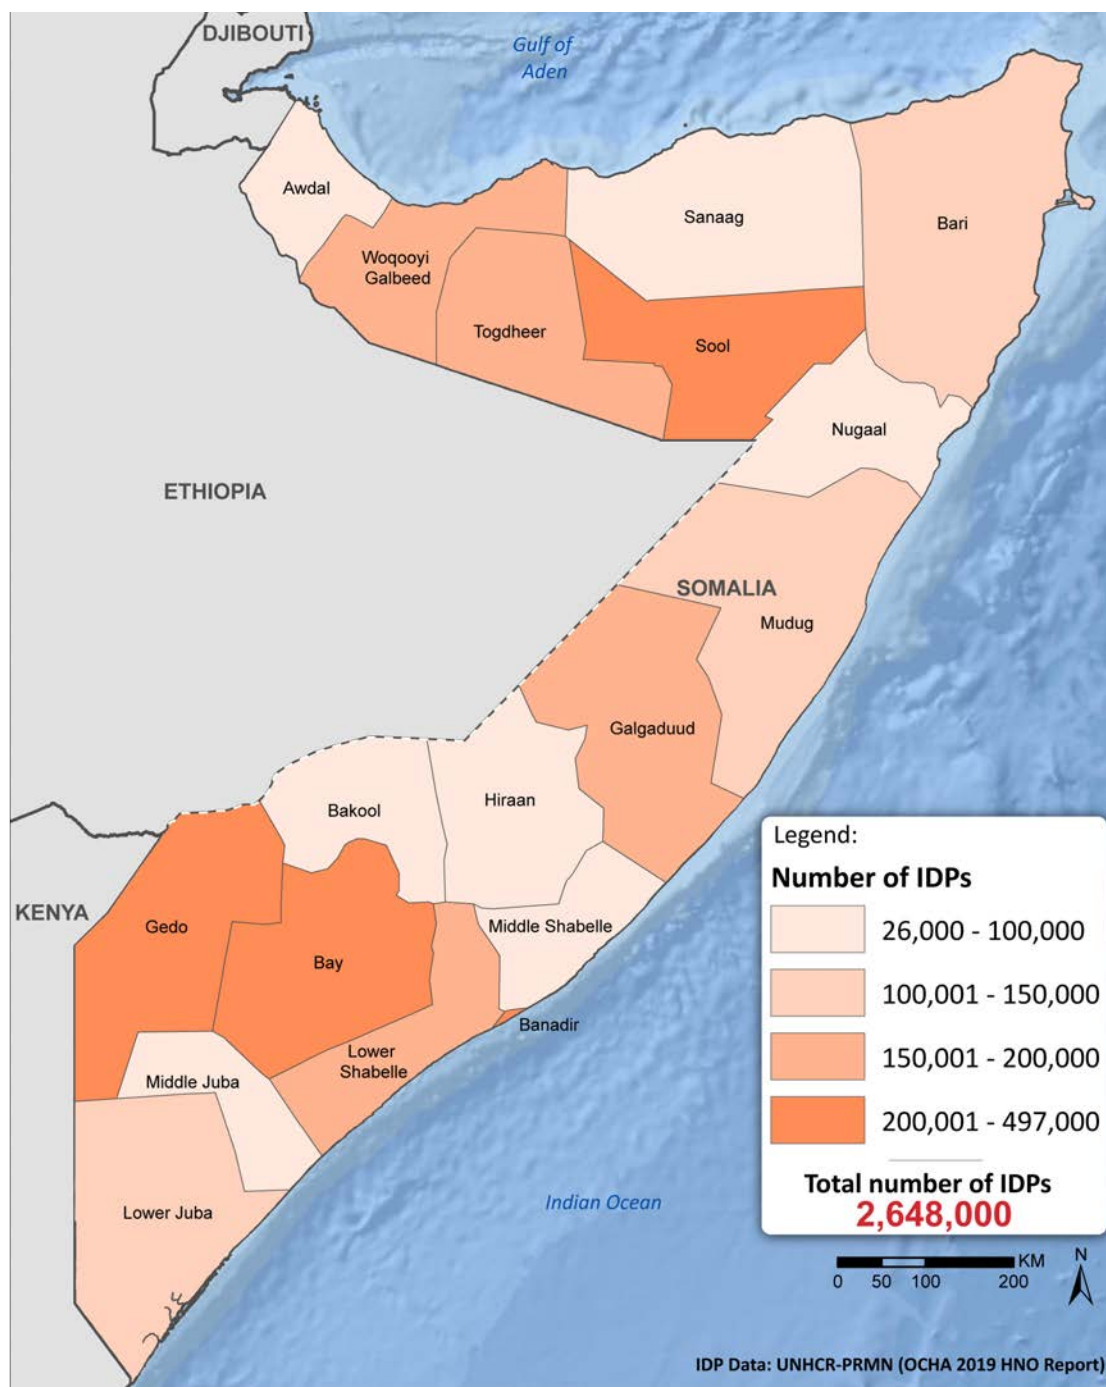 DJIBOUTI
Gulf of
Aden
Awdal
Sanaag
Bari
Woqooyi
Galbeed
Togdheer
Sool
Nugaal
ETHIOPIA
SOMALIA
Mudug
Galgaduud
Hiraan
Bakool
KENYA
Gedo
Middle Shabelle
Bay
Banadir
Lower
Shabelle
Middle Juba
Lower Juba
Indian Ocean
Legend:
Number of IDPs
26,000 - 100,000
100,001 - 150,000
150,001 - 200,000
200,001 - 497,000
Total number of IDPs
2,648,000
KM
N
0 50 100 200
IDP Data: UNHCR-PRMN (OCHA 2019 HNO Report)